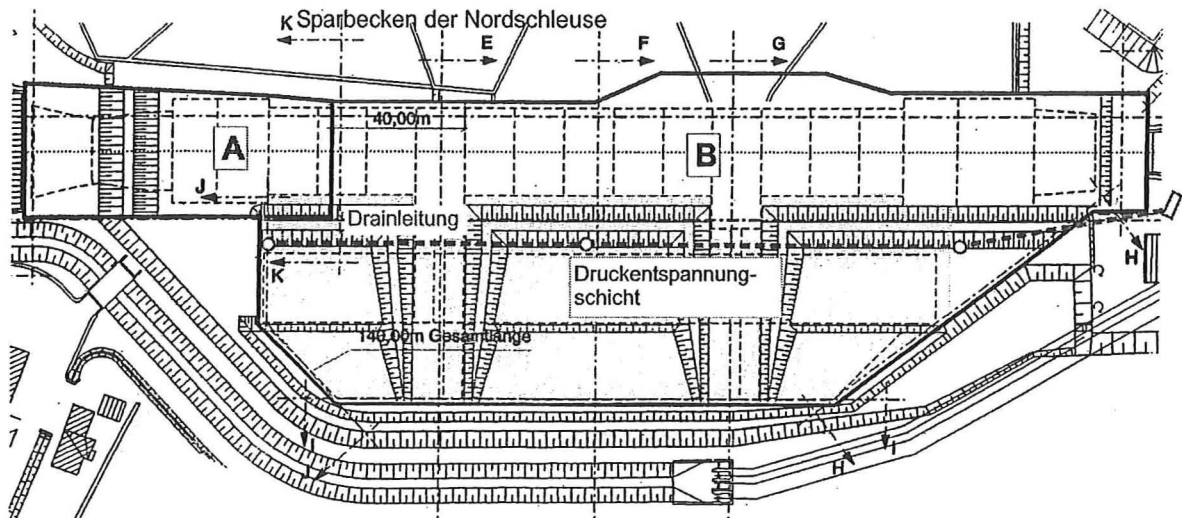 K Sparbecken der Nordschleuse
E
F
G
40,00m
A
B
J
Drainleitung
K
Druckentspannung-
schicht
H
140,00m Gesamtlänge
I
I
H
I